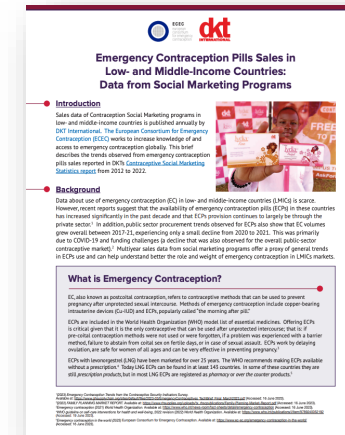 ECEC
dkt
INTERNATIONAL
Emergency Contraception Pills Sales in
Low- and Middle-Income Countries:
Data from Social Marketing Programs
Introduction
Sales data of Contraception Social Marketing programs in
low- and middle-income countries is published annually by
DKT International. The European Consortium for Emergency
Contraception (ECEC) works to increase knowledge of and
access to emergency contraception globally. This brief
describes the trends observed from emergency contraception
pills sales reported in DKTs Contraceptive Social Marketing
Statistics report from 2012 to 2022.
Background
Data about use of emergency contraception (EC) in low- and middle-income countries (LMICs) is scarce.
However, recent reports suggest that the availability of emergency contraception pills (ECPs) in these countries
has increased significantly in the past decade and that ECPs provision continues to largely be through the
private sector. In addition, public sector procurement trends observed for ECPs also show that EC volumes
grew overall between 2017-21, experiencing only a small decline from 2020 to 2021. This was primarily
due to COVID-19 and funding challenges (a decline that was also observed for the overall public-sector
contraceptive market). Multiyear sales data from social marketing programs offer a proxy of general trends
in ECPs use and can help understand better the role and weight of emergency contraception in LMICs markets.
What is Emergency Contraception?
EC, also known as postcoital contraception, refers to contraceptive methods that can be used to prevent
pregnancy after unprotected sexual intercourse. Methods of emergency contraception include copper-bearing
intrauterine devices (Cu-IUD) and ECPs, popularly called "the morning after pill."
ECPs are included in the World Health Organization (WHO) model list of essential medicines. Offering ECPs
is critical given that it is the only contraceptive that can be used after unprotected intercourse; that is, if
pre-coital contraception methods were not used or were forgotten, if a problem was experienced with a barrier
method, failure to abstain from coital sex on fertile days, or in case of sexual assault. ECPs work by delaying
ovulation, are safe for women of all ages and can be very effective in preventing pregnancy.
ECPs with levonorgestrel (LNG) have been marketed for over 25 years. The WHO recommends making ECPs available
without a prescription. Today LNG ECPs can be found in at least 145 countries. In some of these countries they are
still prescription products, but in most LNG ECPs are registered as pharmacy or over the counter products.